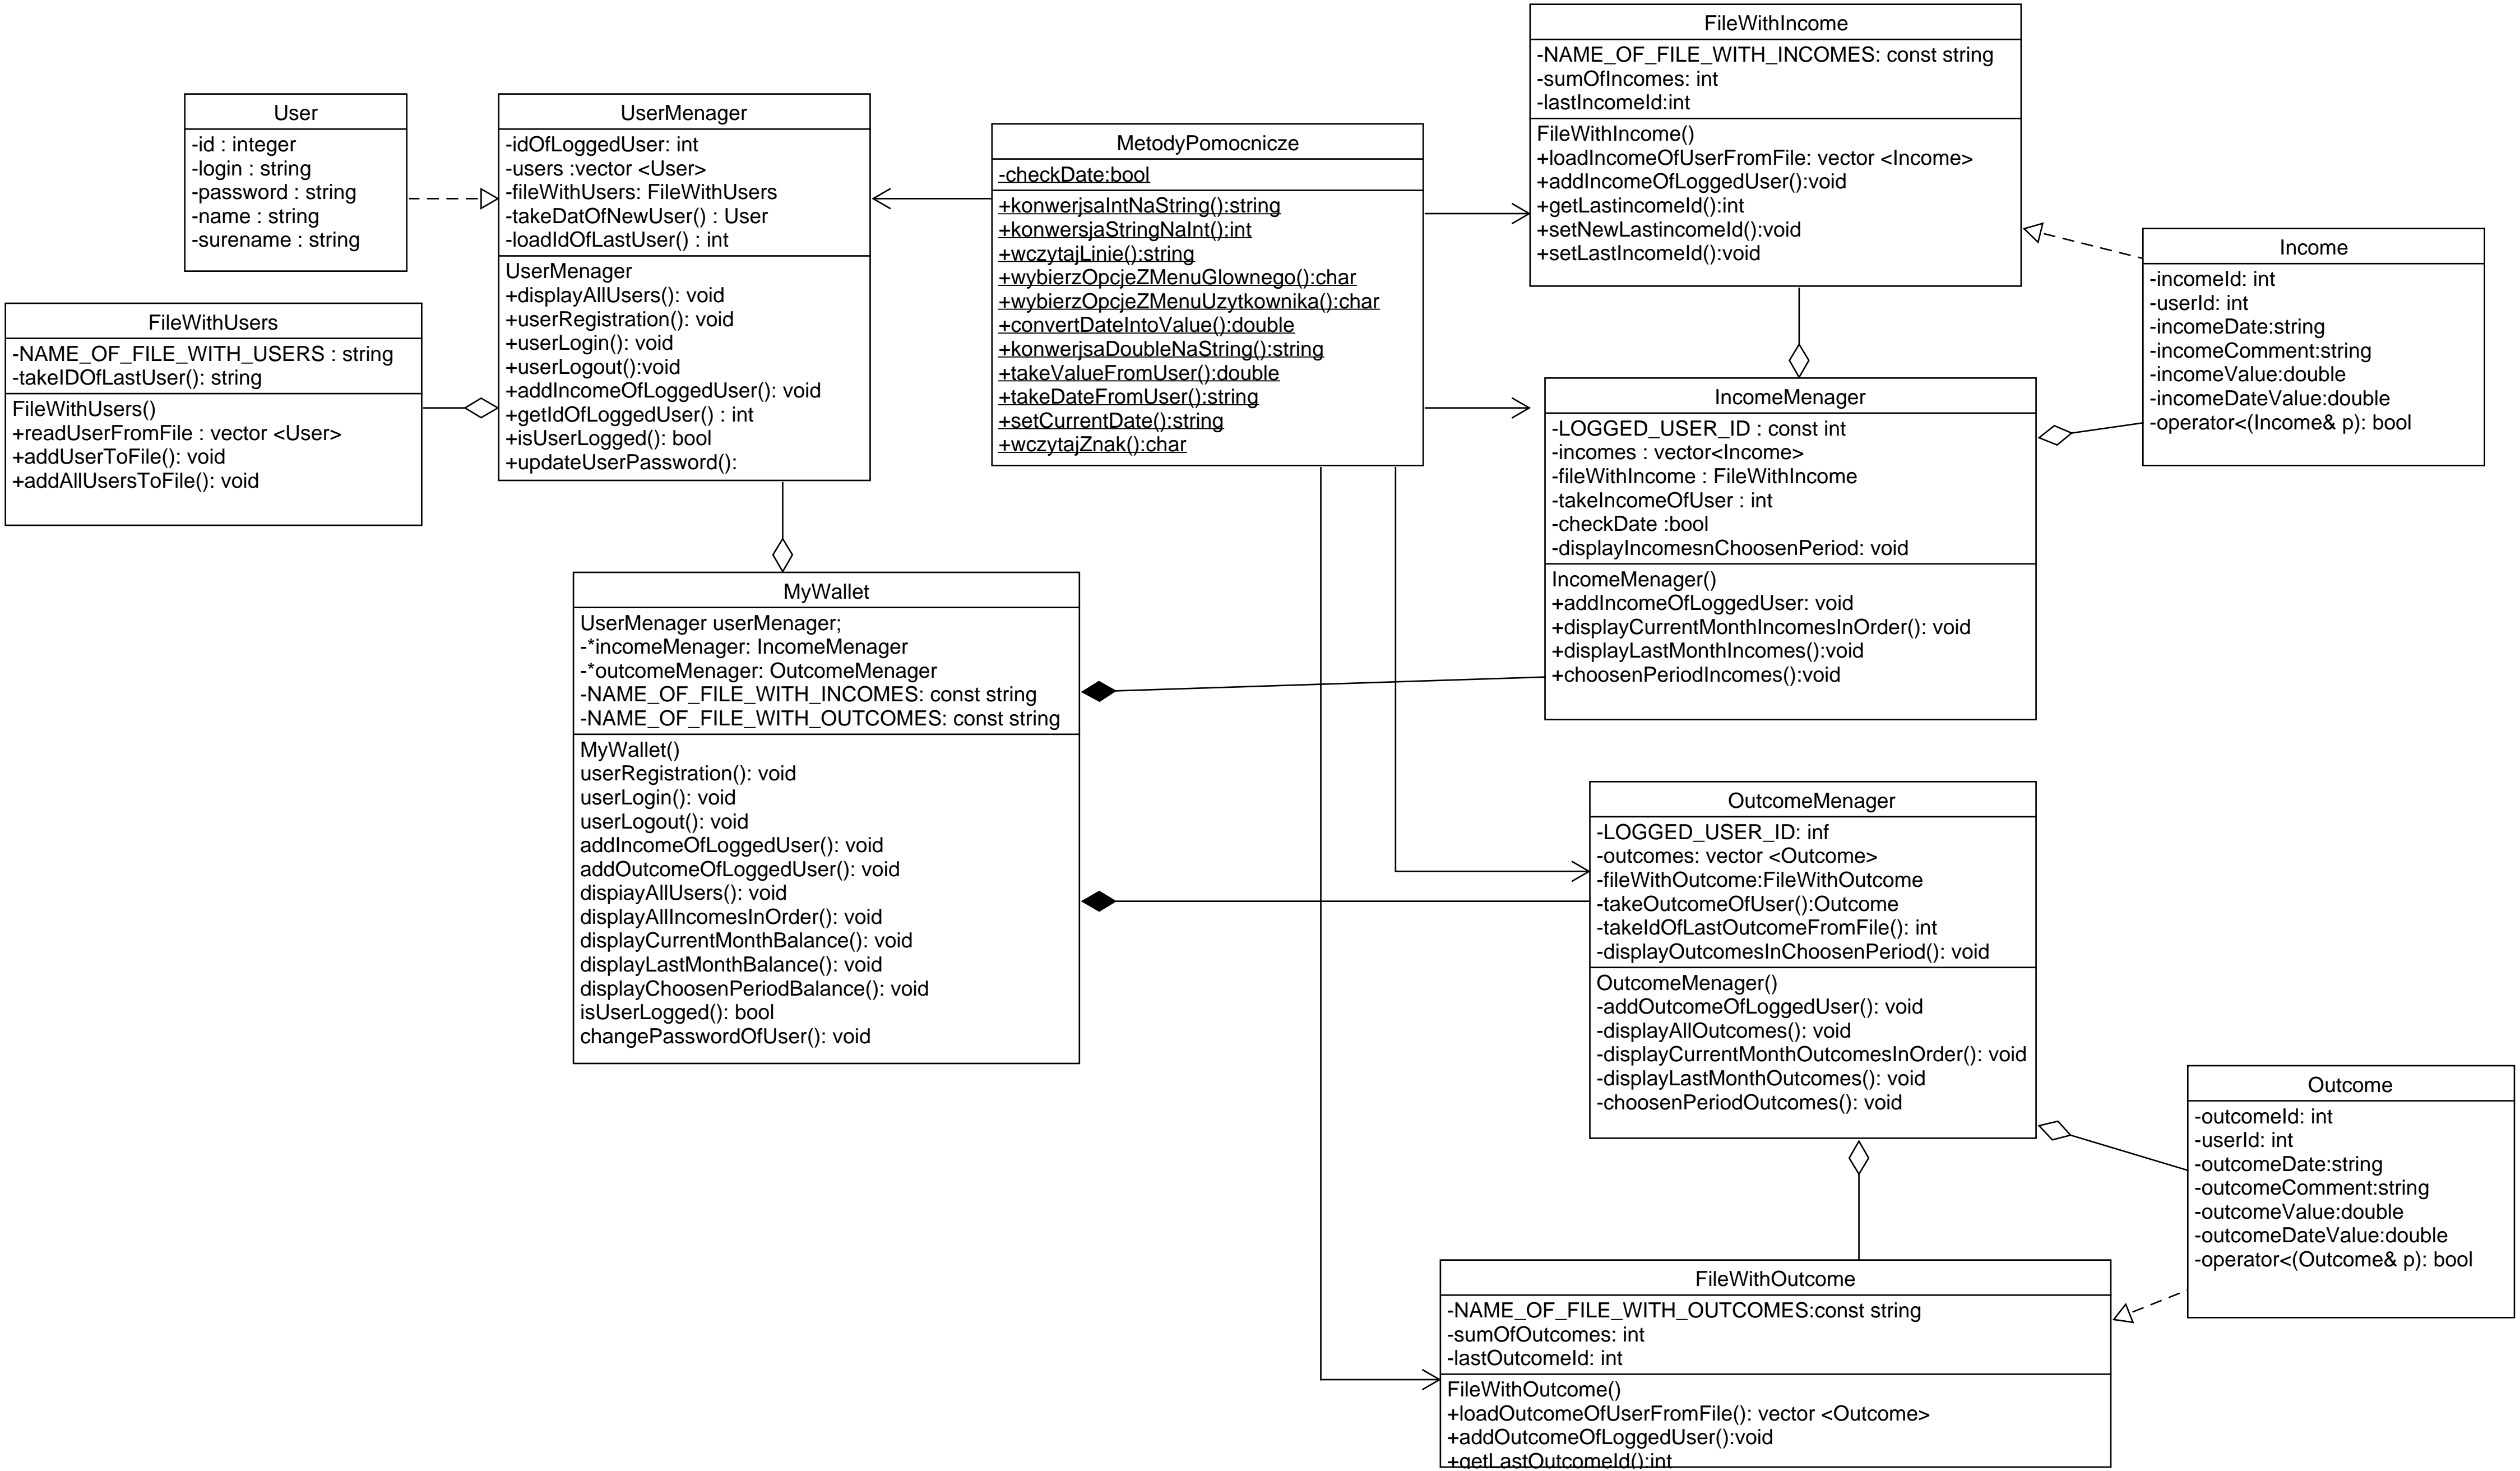 FileWithIncome
-NAME_OF_FILE_WITH_INCOMES: const string
-sumOfIncomes: int
-lastIncomeId:int
FileWithIncome()
+loadIncomeOfUserFromFile: vector <Income>
+addIncomeOfLoggedUser():void
+getLastincomeId():int
+setNewLastincomeId():void
+setLastIncomeId():void
User
-id : integer
-login : string
-password : string
-name : string
-surename : string
UserMenager
-idOfLoggedUser: int
-users :vector <User>
-fileWithUsers: FileWithUsers
-takeDatOfNewUser() : User
-loadIdOfLastUser() : int
UserMenager
+displayAllUsers(): void
+userRegistration(): void
+userLogin(): void
+userLogout():void
+addIncomeOfLoggedUser(): void
+getIdOfLoggedUser() : int
+isUserLogged(): bool
+updateUserPassword():
MetodyPomocnicze
-checkDate:bool
+konwerjsaIntNaString():string
+konwersjaStringNaInt():int
+wczytajLinie():string
+wybierzOpcjeZMenuGlownego():char
+wybierzOpcjeZMenuUzytkownika():char
+convertDateIntoValue():double
+konwerjsaDoubleNaString():string
+takeValueFromUser():double
+takeDateFromUser():string
+setCurrentDate():string
+wczytajZnak():char
Income
-incomeId: int
-userId: int
-incomeDate:string
-incomeComment:string
-incomeValue:double
-incomeDateValue:double
-operator<(Income& p): bool
FileWithUsers
-NAME_OF_FILE_WITH_USERS : string
-takeIDOfLastUser(): string
FileWithUsers()
+readUserFromFile : vector <User>
+addUserToFile(): void
+addAllUsersToFile(): void
IncomeMenager
-LOGGED_USER_ID : const int
-incomes : vector<Income>
-fileWithIncome : FileWithIncome
-takeIncomeOfUser : int
-checkDate :bool
-displayIncomesnChoosenPeriod: void
IncomeMenager()
+addIncomeOfLoggedUser: void
+displayCurrentMonthIncomesInOrder(): void
+displayLastMonthIncomes():void
+choosenPeriodIncomes():void
MyWallet
UserMenager userMenager;
-*incomeMenager: IncomeMenager
-*outcomeMenager: OutcomeMenager
-NAME_OF_FILE_WITH_INCOMES: const string
-NAME_OF_FILE_WITH_OUTCOMES: const string
MyWallet()
userRegistration(): void
userLogin(): void
userLogout(): void
addIncomeOfLoggedUser(): void
addOutcomeOfLoggedUser(): void
dispiayAllUsers(): void
displayAllIncomesInOrder(): void
displayCurrentMonthBalance(): void
displayLastMonthBalance(): void
displayChoosenPeriodBalance(): void
isUserLogged(): bool
changePasswordOfUser(): void
OutcomeMenager
-LOGGED_USER_ID: inf
-outcomes: vector <Outcome>
-fileWithOutcome:FileWithOutcome
-takeOutcomeOfUser():Outcome
-takeIdOfLastOutcomeFromFile(): int
-displayOutcomesInChoosenPeriod(): void
OutcomeMenager()
-addOutcomeOfLoggedUser(): void
-displayAllOutcomes(): void
-displayCurrentMonthOutcomesInOrder(): void
-displayLastMonthOutcomes(): void
-choosenPeriodOutcomes(): void
Outcome
-outcomeId: int
-userId: int
-outcomeDate:string
-outcomeComment:string
-outcomeValue:double
-outcomeDateValue:double
-operator<(Outcome& p): bool
FileWithOutcome
-NAME_OF_FILE_WITH_OUTCOMES:const string
-sumOfOutcomes: int
-lastOutcomeId: int
FileWithOutcome()
+loadOutcomeOfUserFromFile(): vector <Outcome>
+addOutcomeOfLoggedUser():void
+getLastOutcomeId():int